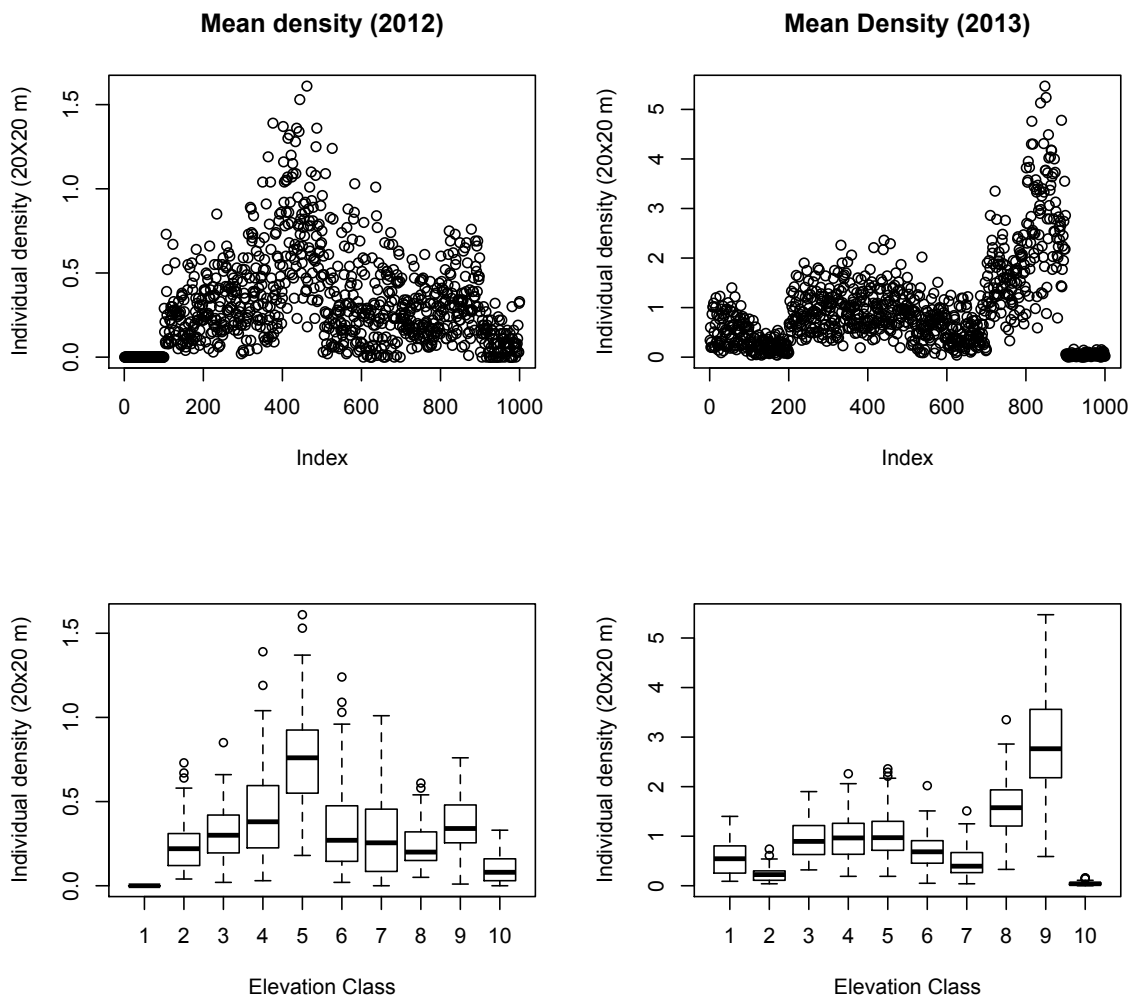 Mean density (2012)
Individual density (20X20 m)
0.0 0.5 1.0 1.5
0 200 400 600 800 1000
Index
Mean Density (2013)
Individual density (20X20 m)
0 1 2 3 4 5
0 200 400 600 800 1000
Index
Individual density (20x20 m)
0.0 0.5 1.0 1.5
1 2 3 4 5 6 7 8 9 10
Elevation Class
Individual density (20x20 m)
0 1 2 3 4 5
1 2 3 4 5 6 7 8 9 10
Elevation Class